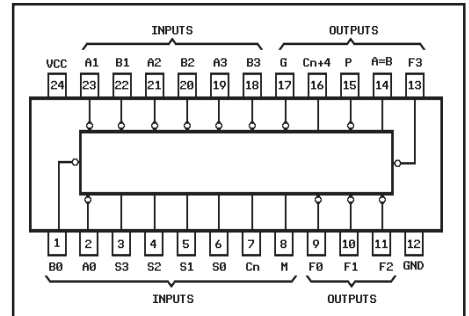 INPUTS OUTPUTS
VCC A1 B1 A2 B2 A3 B3 G Cn+4 P A=B F3
24 23 22 21 20 19 18 17 16 15 14 13
1 2 3 4 5 6 7 8 9 10 11 12
B0 A0 S3 S2 S1 S0 Cn M F0 F1 F2 GND
INPUTS OUTPUTS